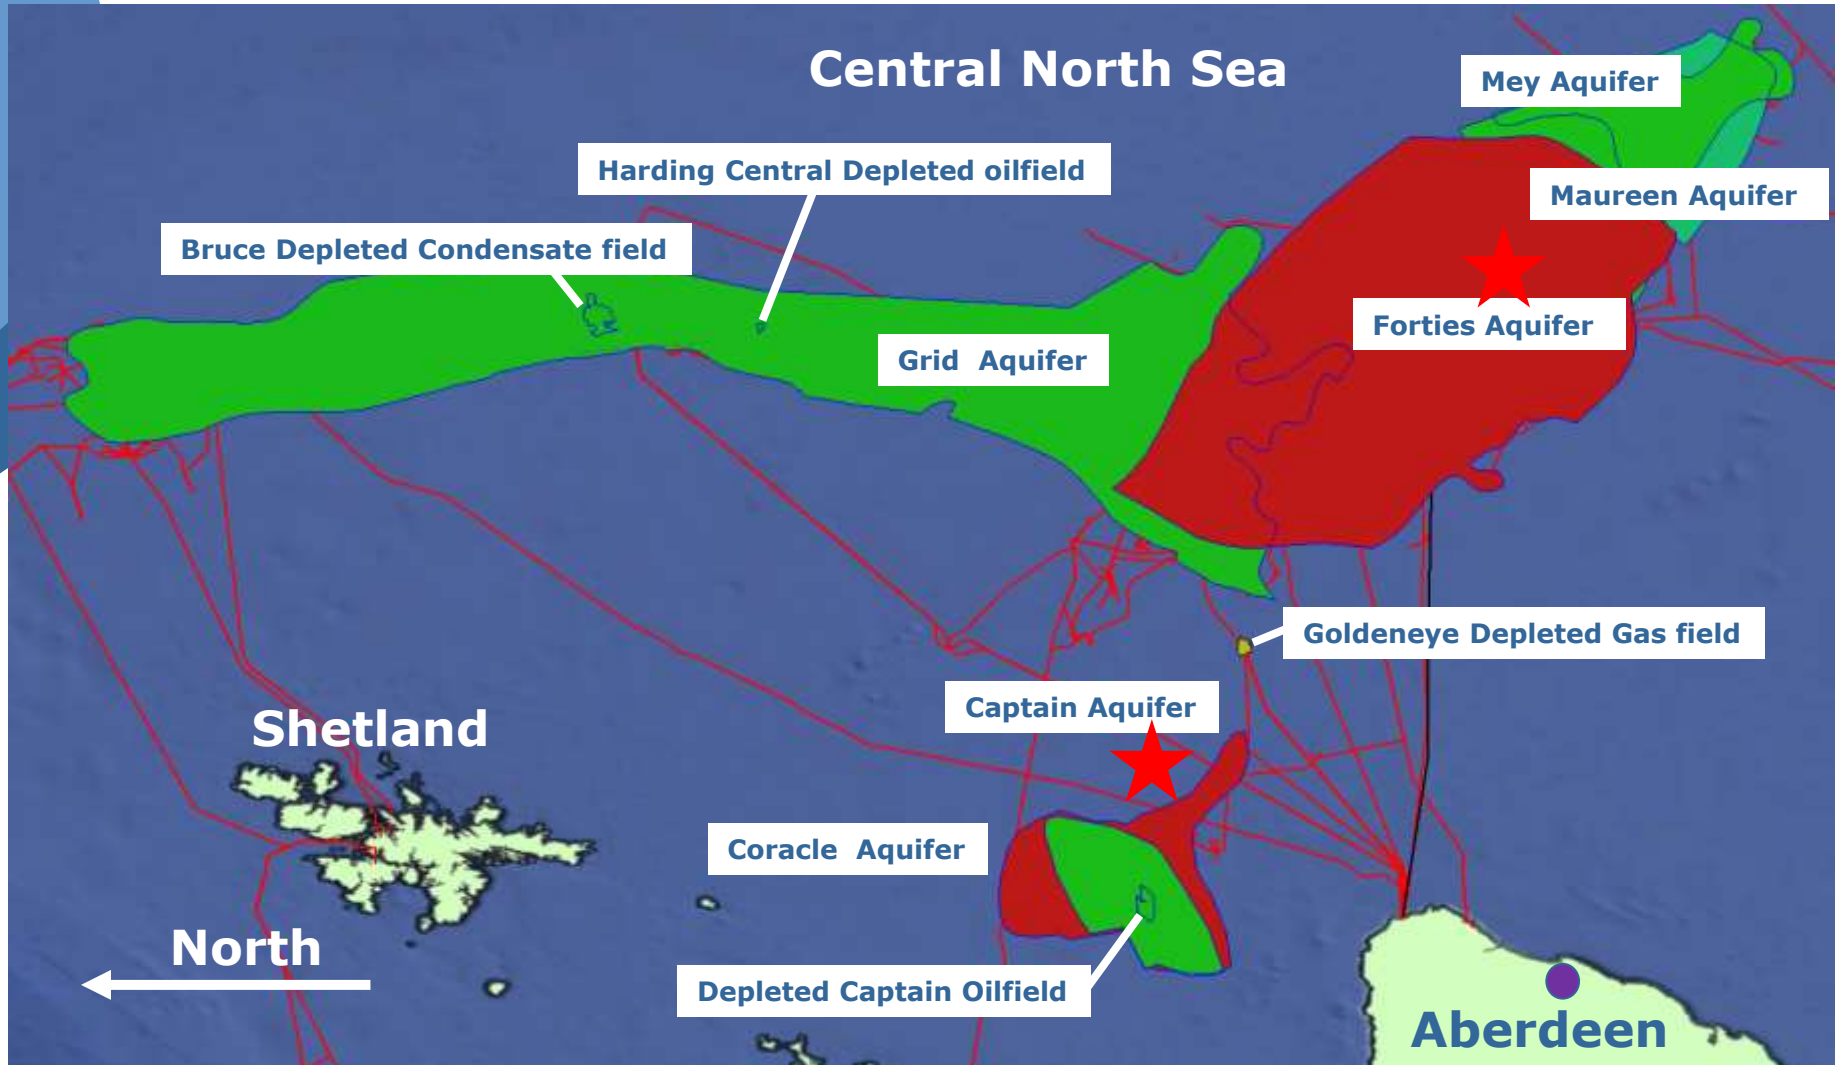 Central North Sea
Mey Aquifer
Harding Central Depleted oilfield
Maureen Aquifer
Bruce Depleted Condensate field
Forties Aquifer
Grid Aquifer
Goldeneye Depleted Gas field
Captain Aquifer
Shetland
Coracle Aquifer
North
Depleted Captain Oilfield
Aberdeen